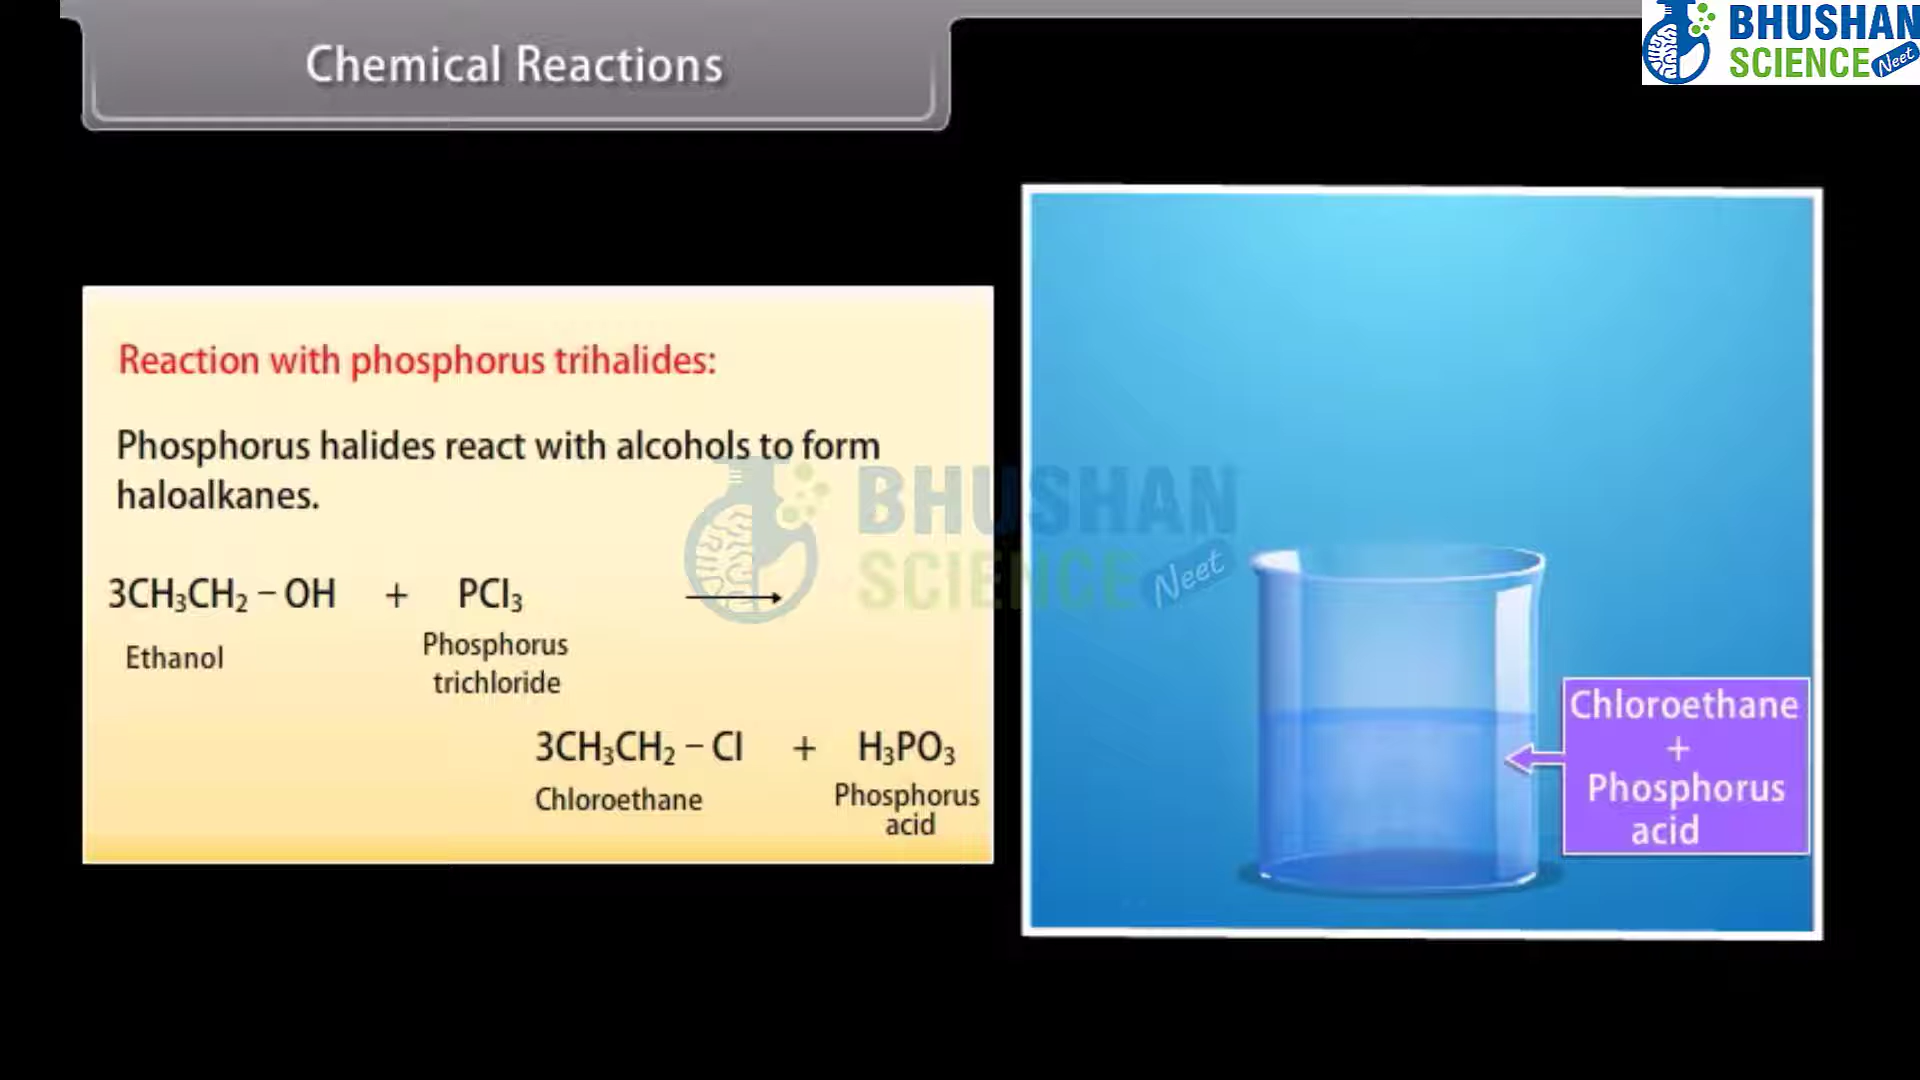 Chemical Reactions
BHUSHAN
SCIENCE Neet
Reaction with phosphorus trihalides:
Phosphorus halides react with alcohols to form
haloalkanes.
3CH₃CH₂ – OH + PCl₃ →
Ethanol
Phosphorus
trichloride
3CH₃CH₂ – Cl + H₃PO₃
Chloroethane
Phosphorus
acid
BHUSHAN
SCIENCE Neet
Chloroethane
+
Phosphorus
acid